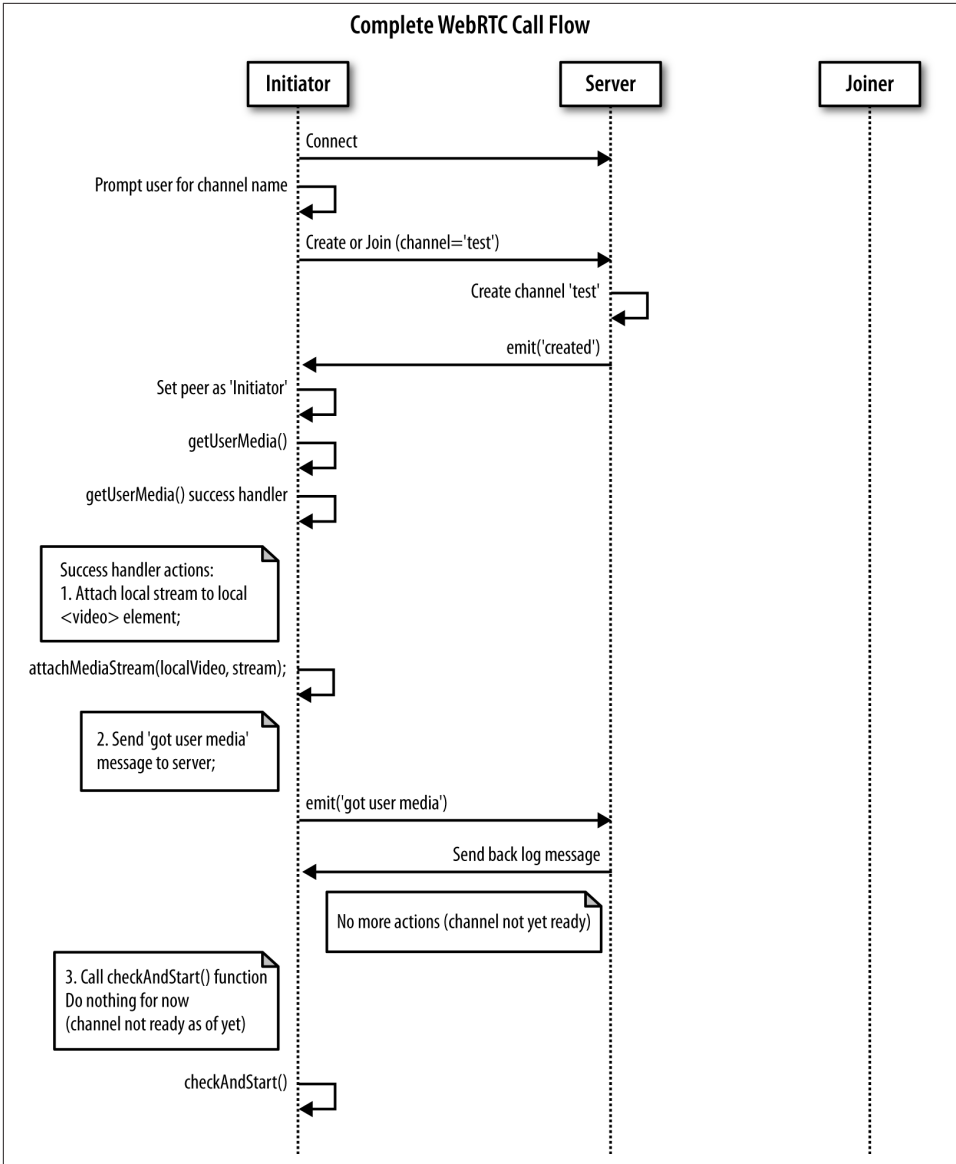 Complete WebRTC Call Flow
Initiator
Server
Joiner
Connect
Prompt user for channel name
Create or Join (channel='test')
Create channel 'test'
emit('created')
Set peer as 'Initiator'
getUserMedia()
getUserMedia() success handler
Success handler actions:
1. Attach local stream to local
<video> element;
attachMediaStream(localVideo, stream);
2. Send 'got user media'
message to server;
emit('got user media')
Send back log message
No more actions (channel not yet ready)
3. Call checkAndStart() function
Do nothing for now
(channel not ready as of yet)
checkAndStart()